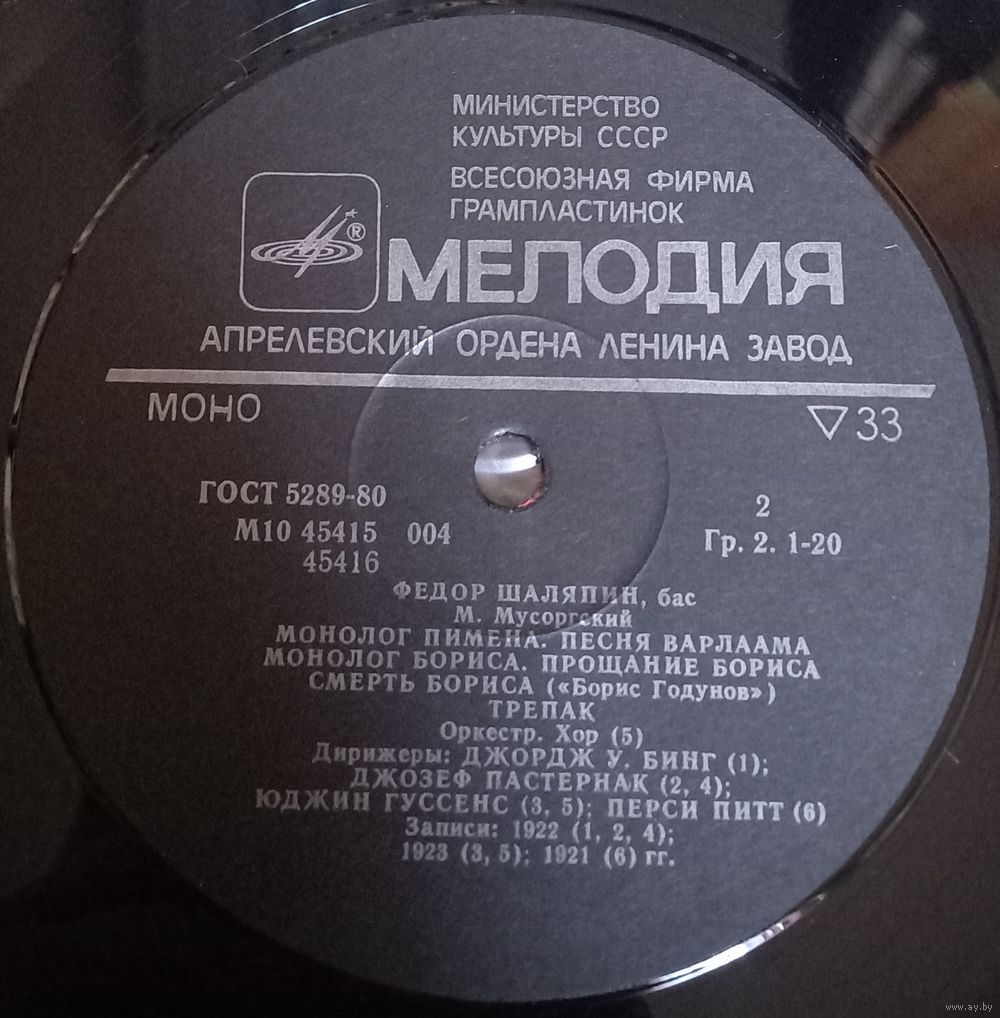 МИНИСТЕРСТВО
КУЛЬТУРЫ СССР
ВСЕСОЮЗНАЯ ФИРМА
ГРАМПЛАСТИНОК
®
МЕЛОДИЯ
АПРЕЛЕВСКИЙ ОРДЕНА ЛЕНИНА ЗАВОД
МОНО ▽33
ГОСТ 5289-80 2
М10 45415 004 Гр. 2. 1-20
45416
ФЕДОР ШАЛЯПИН, бас
М. Мусоргский
МОНОЛОГ ПИМЕНА. ПЕСНЯ ВАРЛААМА
МОНОЛОГ БОРИСА. ПРОЩАНИЕ БОРИСА
СМЕРТЬ БОРИСА («Борис Годунов»)
ТРЕПАК
Оркестр. Хор (5)
Дирижеры: ДЖОРДЖ У. БИНГ (1);
ДЖОЗЕФ ПАСТЕРНАК (2, 4);
ЮДЖИН ГУССЕНС (3, 5); ПЕРСИ ПИТТ (6)
Записи: 1922 (1, 2, 4);
1923 (3, 5); 1921 (6) гг.
www.ay.by